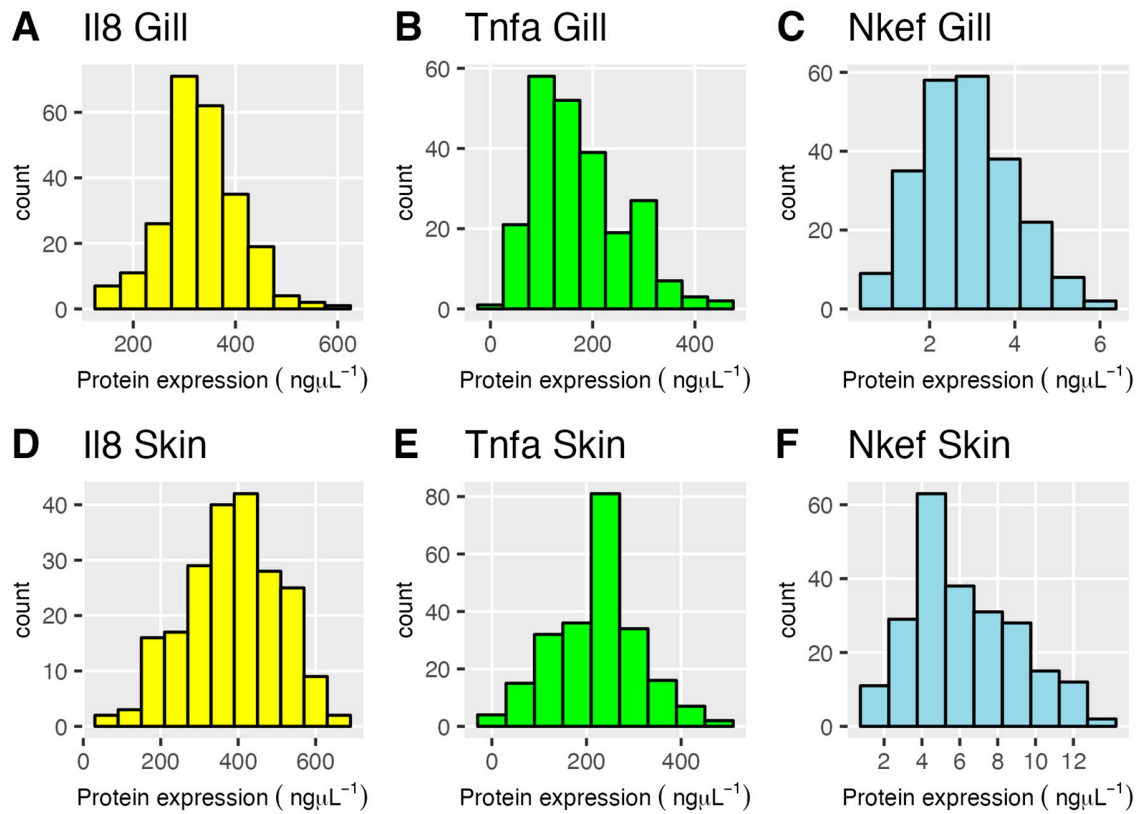 A Il8 Gill
60
40
20
0
count
200 400 600
Protein expression ( ngμL⁻¹)
B Tnfa Gill
60
40
20
0
count
0 200 400
Protein expression ( ngμL⁻¹)
C Nkef Gill
60
40
20
0
count
2 4 6
Protein expression ( ngμL⁻¹)
D Il8 Skin
40
30
20
10
0
count
0 200 400 600
Protein expression ( ngμL⁻¹)
E Tnfa Skin
80
60
40
20
0
count
0 200 400
Protein expression ( ngμL⁻¹)
F Nkef Skin
60
40
20
0
count
2 4 6 8 10 12
Protein expression ( ngμL⁻¹)